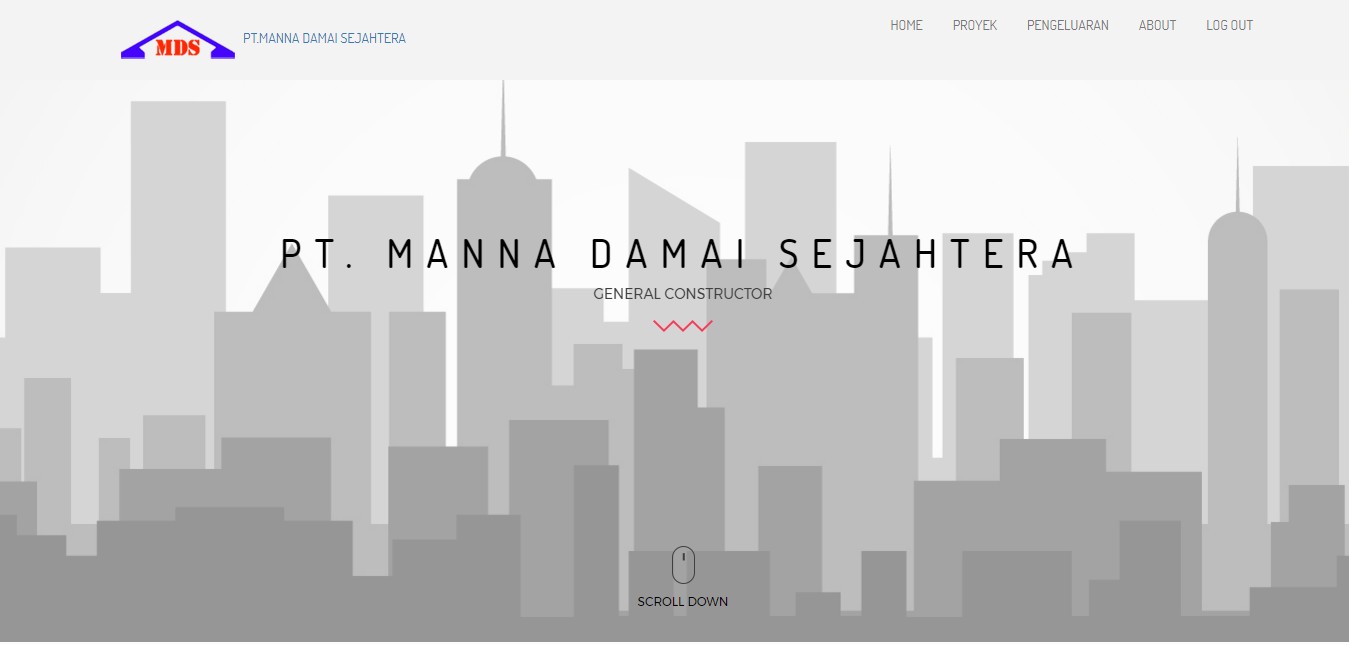 MDS
PT.MANNA DAMAI SEJAHTERA
HOME PROYEK PENGELUARAN ABOUT LOG OUT
PT. MANNA DAMAI SEJAHTERA
GENERAL CONSTRUCTOR
SCROLL DOWN